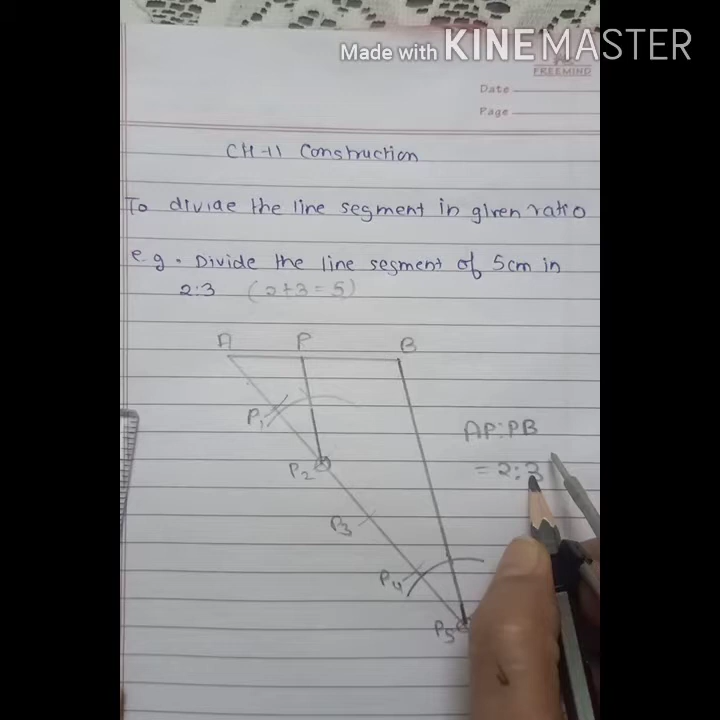 Made with KINEMASTER
FREEMIND
Date
Page
CH-11 Construction
To divide the line segment in given ratio
e.g. Divide the line segment of 5cm in
2:3 (2+3=5)
A P B
P1
AP:PB
P2
= 2:3
P3
P4
P5